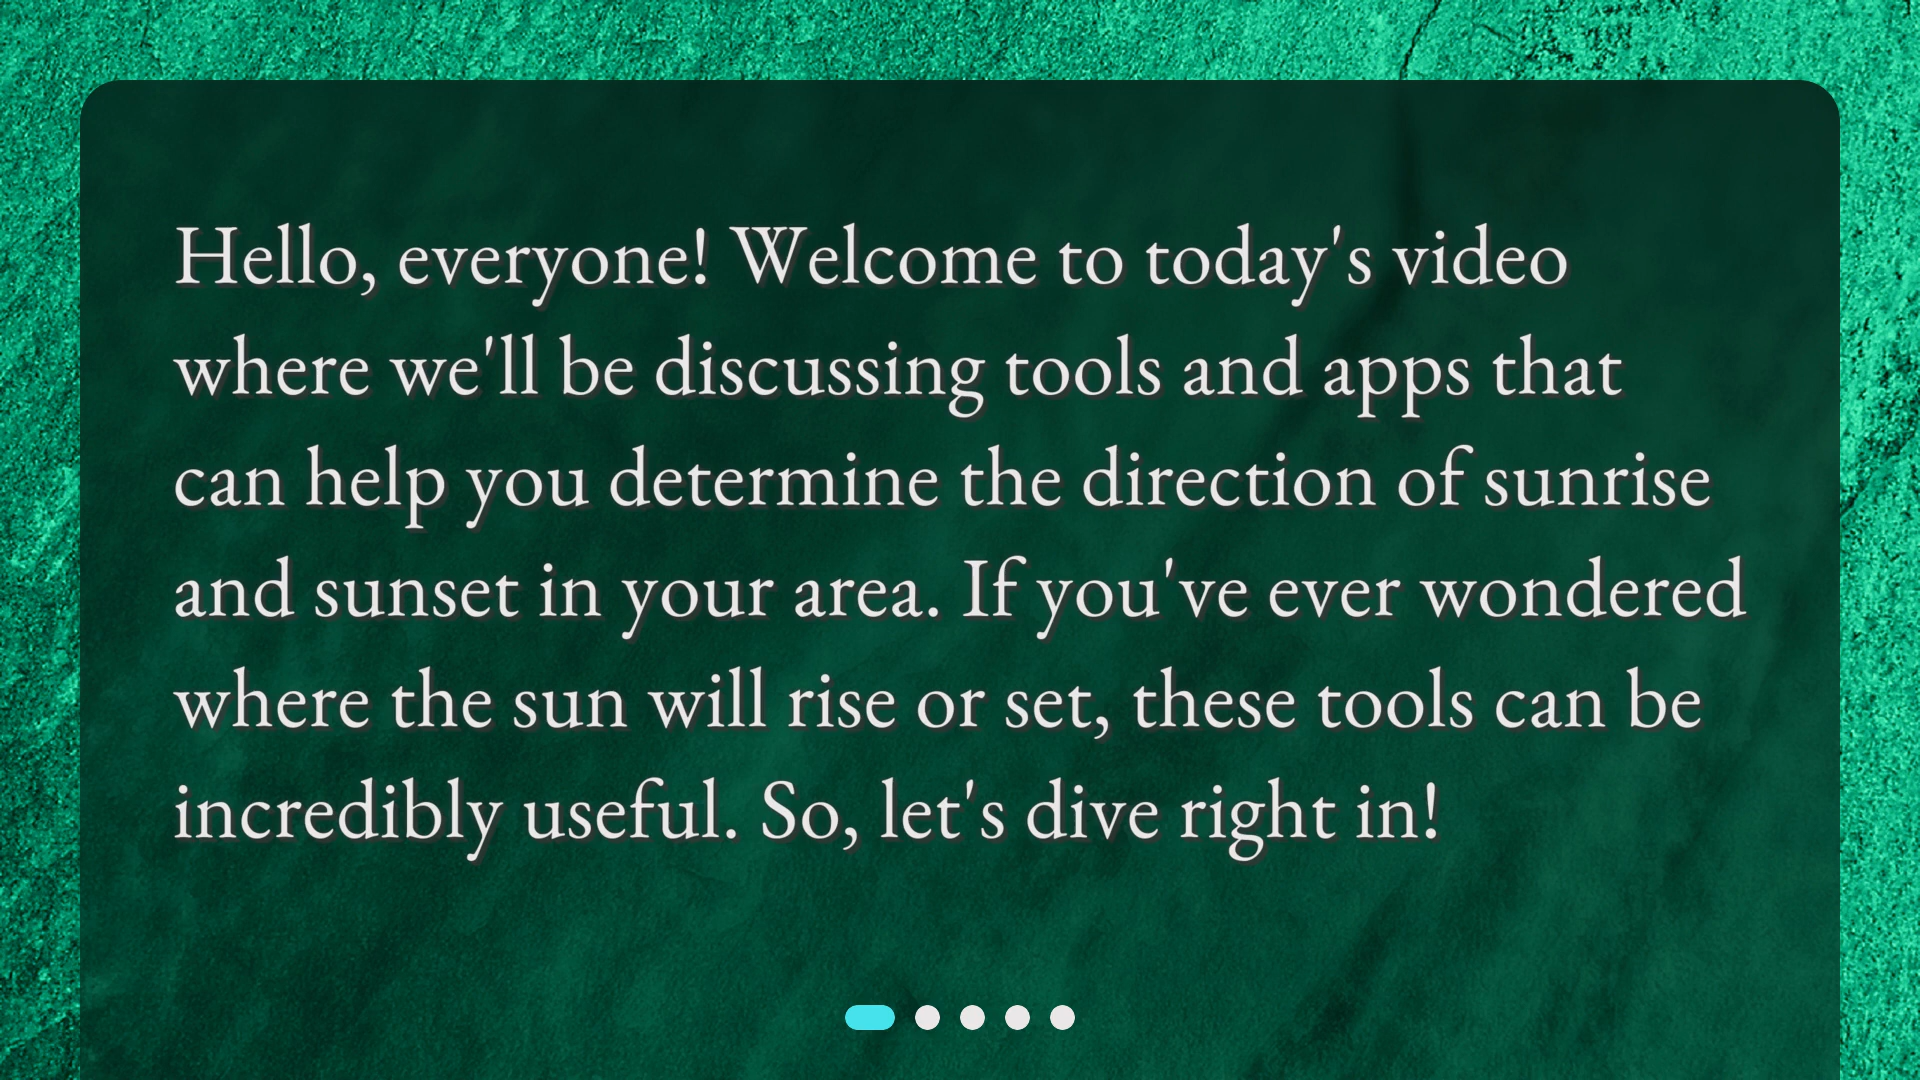 Hello, everyone! Welcome to today's video
where we'll be discussing tools and apps that
can help you determine the direction of sunrise
and sunset in your area. If you've ever wondered
where the sun will rise or set, these tools can be
incredibly useful. So, let's dive right in!